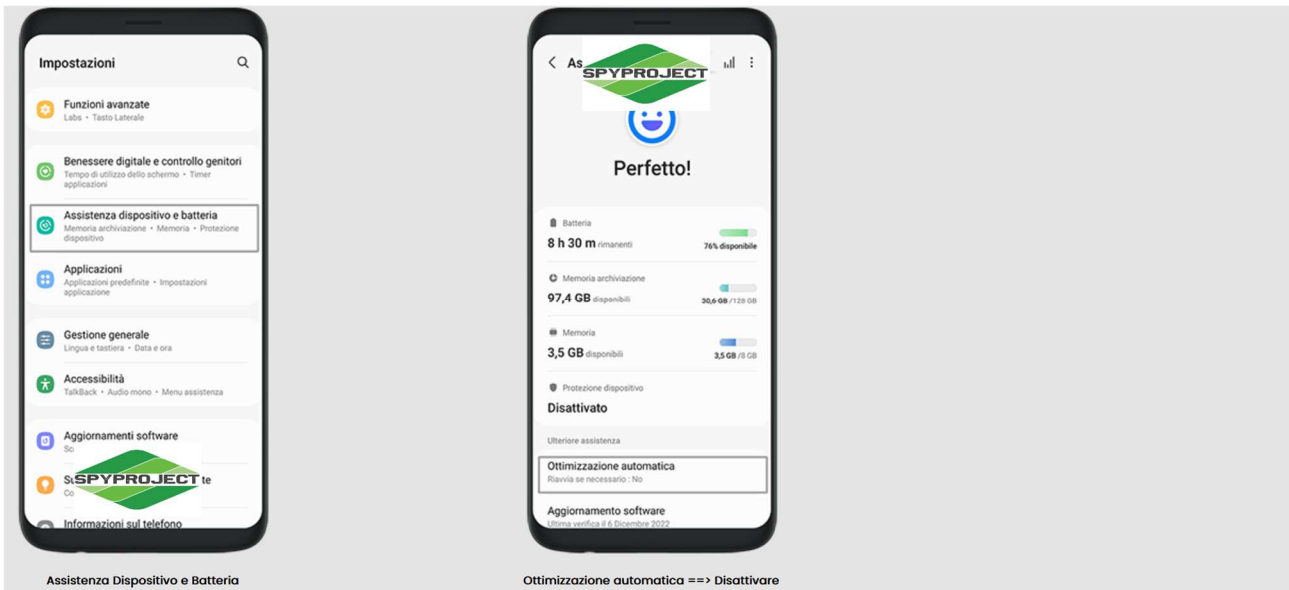 Impostazioni
Funzioni avanzate
Labs • Tasto Laterale
Benessere digitale e controllo genitori
Tempo di utilizzo dello schermo • Timer
applicazioni
Assistenza dispositivo e batteria
Memoria archiviazione • Memoria • Protezione
dispositivo
Applicazioni
Applicazioni predefinite • Impostazioni
applicazione
Gestione generale
Lingua e tastiera • Data e ora
Accessibilità
TalkBack • Audio mono • Menu assistenza
Aggiornamenti software
SPYPROJECT
Informazioni sul telefono
Assistenza Dispositivo e Batteria
As
SPYPROJECT
Perfetto!
Batteria
8 h 30 m rimanenti
76% disponibile
Memoria archiviazione
97,4 GB disponibili
30,6 GB /128 GB
Memoria
3,5 GB disponibili
3,5 GB /8 GB
Protezione dispositivo
Disattivato
Ulteriore assistenza
Ottimizzazione automatica
Riavvia se necessario : No
Aggiornamento software
Ultima verifica il 6 Dicembre 2022
Ottimizzazione automatica ==> Disattivare